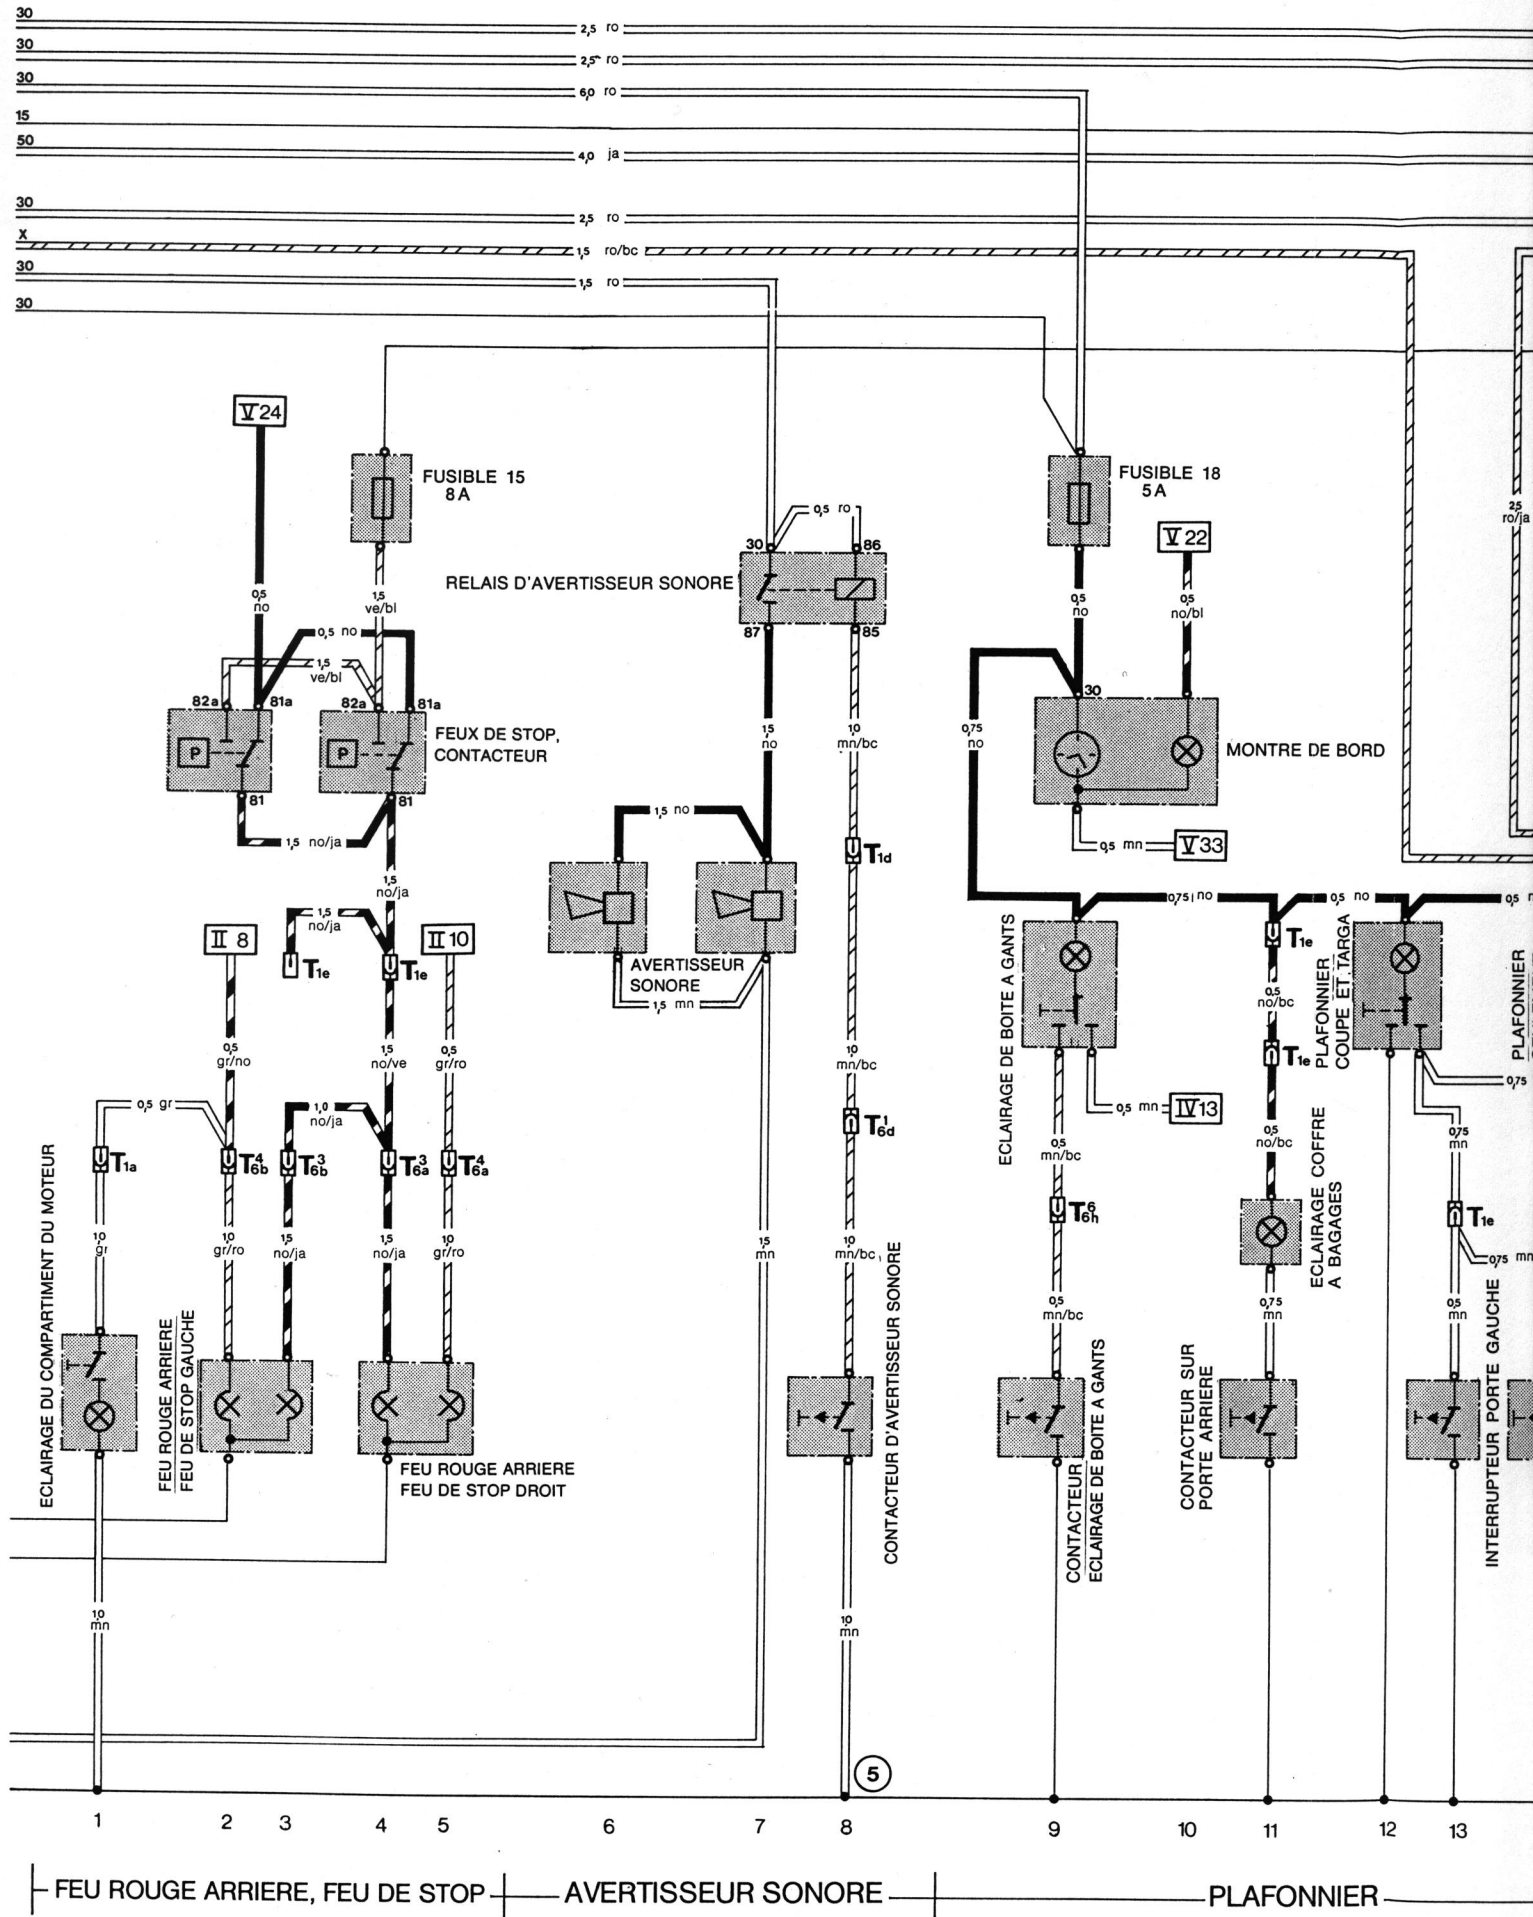 30
2,5 ro
30
2,5 ro
30
6,0 ro
15
50
4,0 ja
30
2,5 ro
X
1,5 ro/bc
30
1,5 ro
30
V 24
FUSIBLE 15
8 A
FUSIBLE 18
5 A
2,5
ro/ja
0,5 ro
V 22
30
86
RELAIS D'AVERTISSEUR SONORE
87
85
0,5
no
1,5
ve/bl
0,5
no
0,5
no/bl
0,5 no
1,5
ve/bl
82a
81a
82a
81a
30
P
P
FEUX DE STOP,
CONTACTEUR
1,5
no
1,0
mn/bc
0,75
no
MONTRE DE BORD
81
81
1,5 no/ja
1,5 no
T1d
0,5 mn
V 33
1,5
no/ja
0,75 no
0,5 no
0,5
1,5
no/ja
II 8
II 10
T1e
T1e
AVERTISSEUR
SONORE
1,5 mn
ECLAIRAGE DE BOITE A GANTS
T1e
0,5
no/bc
T1e
PLAFONNIER
COUPE ET TARGA
PLAFONNIER
0,5
gr/no
1,5
no/ve
0,5
gr/ro
1,0
mn/bc
0,75
0,5 gr
1,0
no/ja
0,5 mn
IV 13
T1a
T6b 4
T6b 3
T6a 3
T6a 4
T6d 1
0,5
mn/bc
0,5
no/bc
0,75
mn
ECLAIRAGE COFFRE
A BAGAGES
T6h 6
T1e
0,75 mn
ECLAIRAGE DU COMPARTIMENT DU MOTEUR
1,0
gr
1,0
gr/ro
1,5
no/ja
1,5
no/ja
1,0
gr/ro
1,5
mn
1,0
mn/bc
0,5
mn/bc
0,75
mn
0,5
mn
FEU ROUGE ARRIERE
FEU DE STOP GAUCHE
FEU ROUGE ARRIERE
FEU DE STOP DROIT
CONTACTEUR D'AVERTISSEUR SONORE
CONTACTEUR
ECLAIRAGE DE BOITE A GANTS
CONTACTEUR SUR
PORTE ARRIERE
INTERRUPTEUR PORTE GAUCHE
1,0
mn
1,0
mn
5
1 2 3 4 5 6 7 8 9 10 11 12 13
FEU ROUGE ARRIERE, FEU DE STOP
AVERTISSEUR SONORE
PLAFONNIER